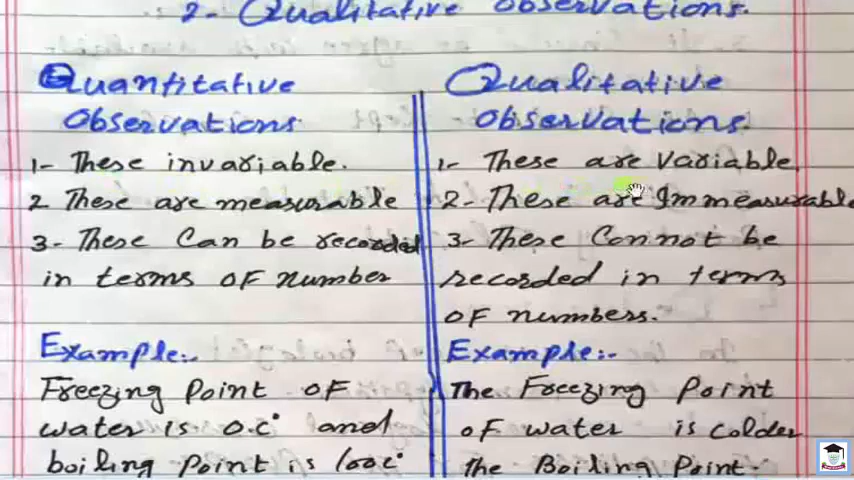 2- Qualitative Observations.
Quantitative
Observations
1- These invariable.
2 These are measurable
3- These Can be recorded
in terms OF number
Example:-
Freezing Point OF
water is 0.c° and
boiling Point is 100c°
Qualitative
Observations.
1- These are Variable.
2- These are Immeasurable
3- These Connot be
recorded in terms
OF numbers.
Example:-
The Freezing Point
OF water is colder
the Boiling Point-